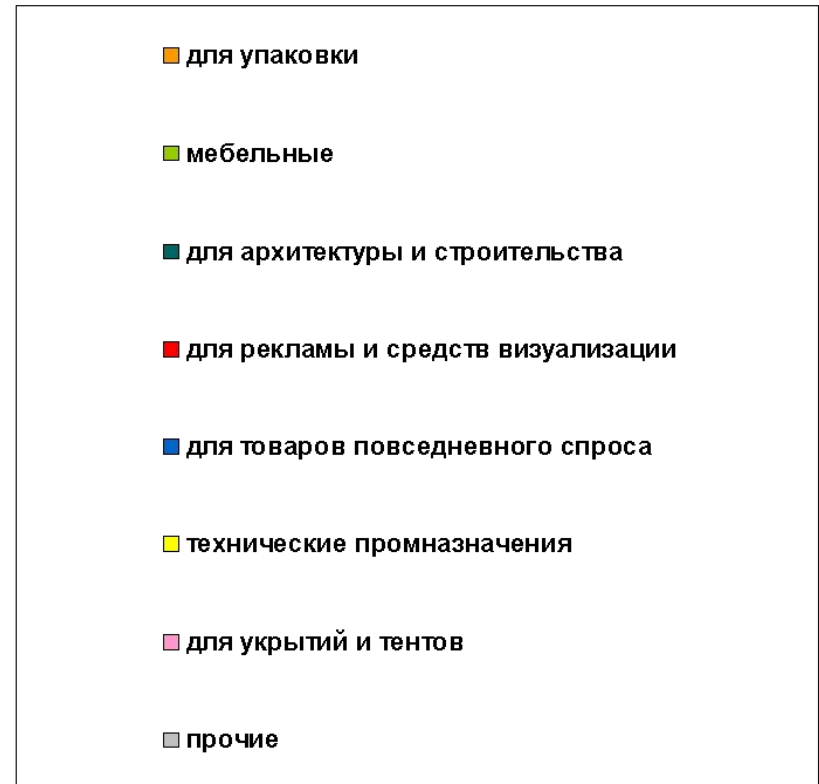 для упаковки
мебельные
для архитектуры и строительства
для рекламы и средств визуализации
для товаров повседневного спроса
технические промназначения
для укрытий и тентов
прочие